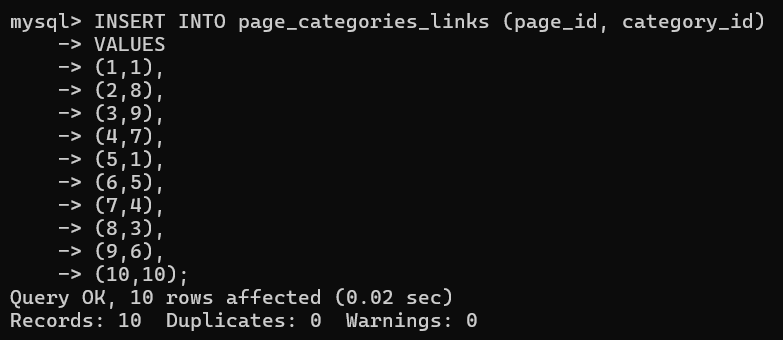 mysql> INSERT INTO page_categories_links (page_id, category_id)
    -> VALUES
    -> (1,1),
    -> (2,8),
    -> (3,9),
    -> (4,7),
    -> (5,1),
    -> (6,5),
    -> (7,4),
    -> (8,3),
    -> (9,6),
    -> (10,10);
Query OK, 10 rows affected (0.02 sec)
Records: 10  Duplicates: 0  Warnings: 0